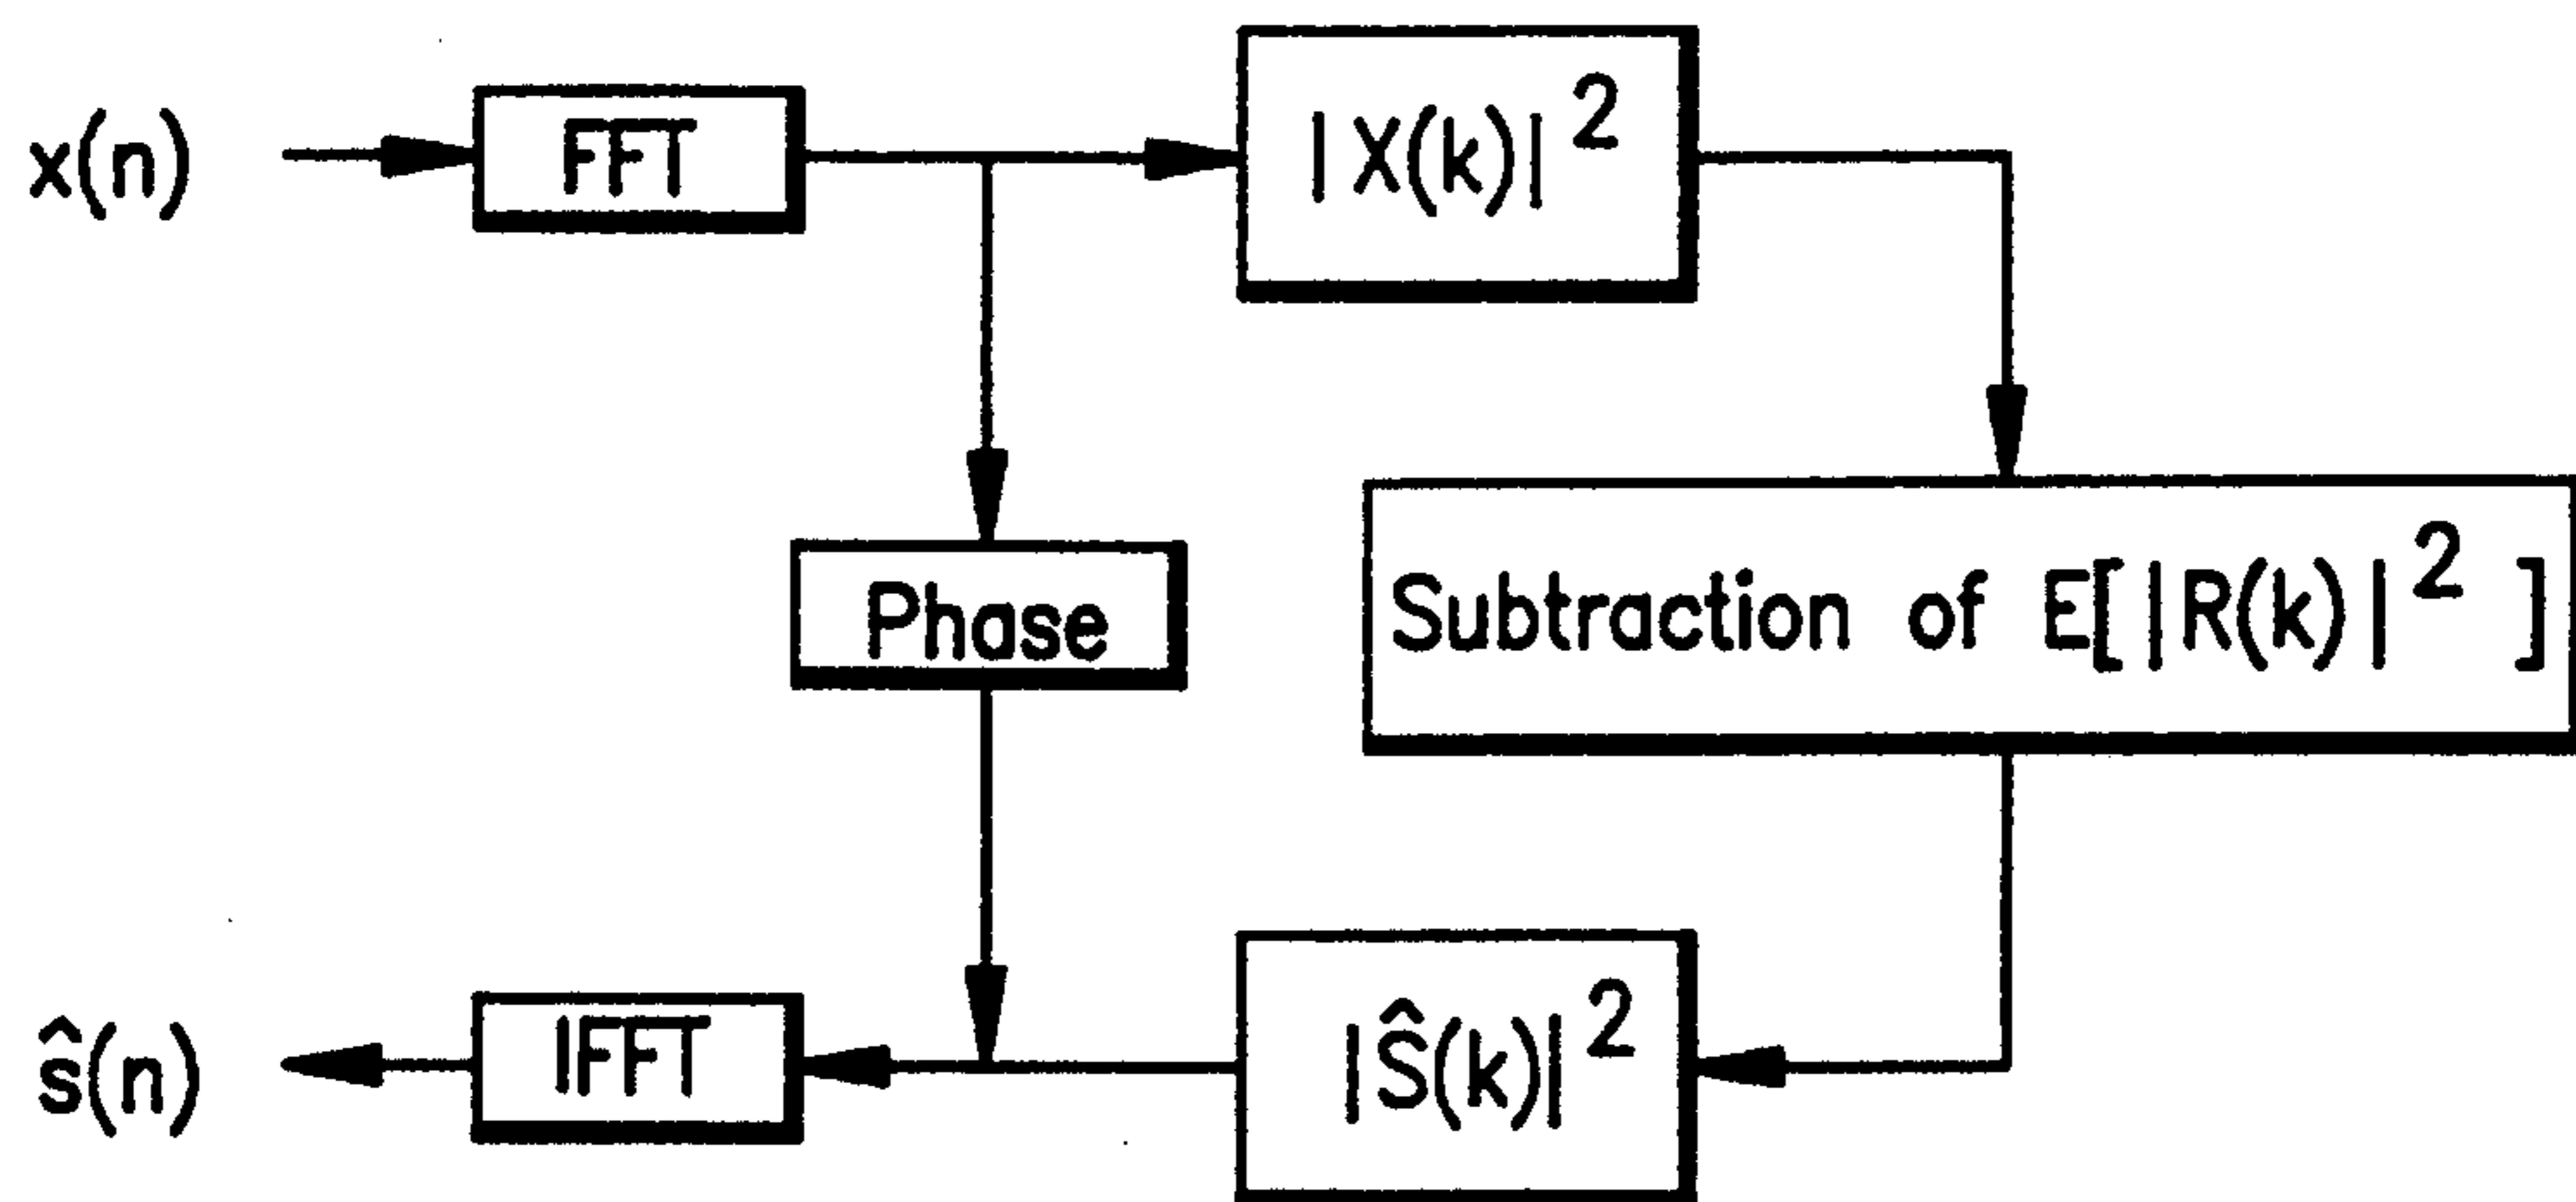 x(n)
FFT
|X(k)|²
Phase
Subtraction of E[|R(k)|² ]
ŝ(n)
IFFT
|Ŝ(k)|²